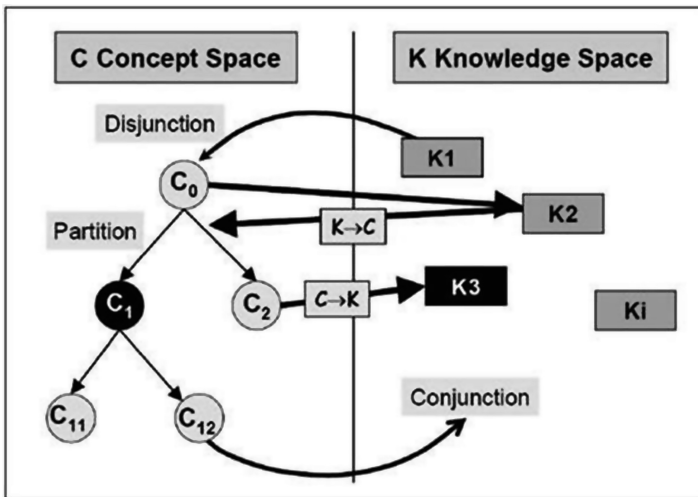 C Concept Space
K Knowledge Space
Disjunction
K1
C₀
K2
Partition
K→C
C₁
C₂
C→K
K3
Ki
C₁₁
C₁₂
Conjunction